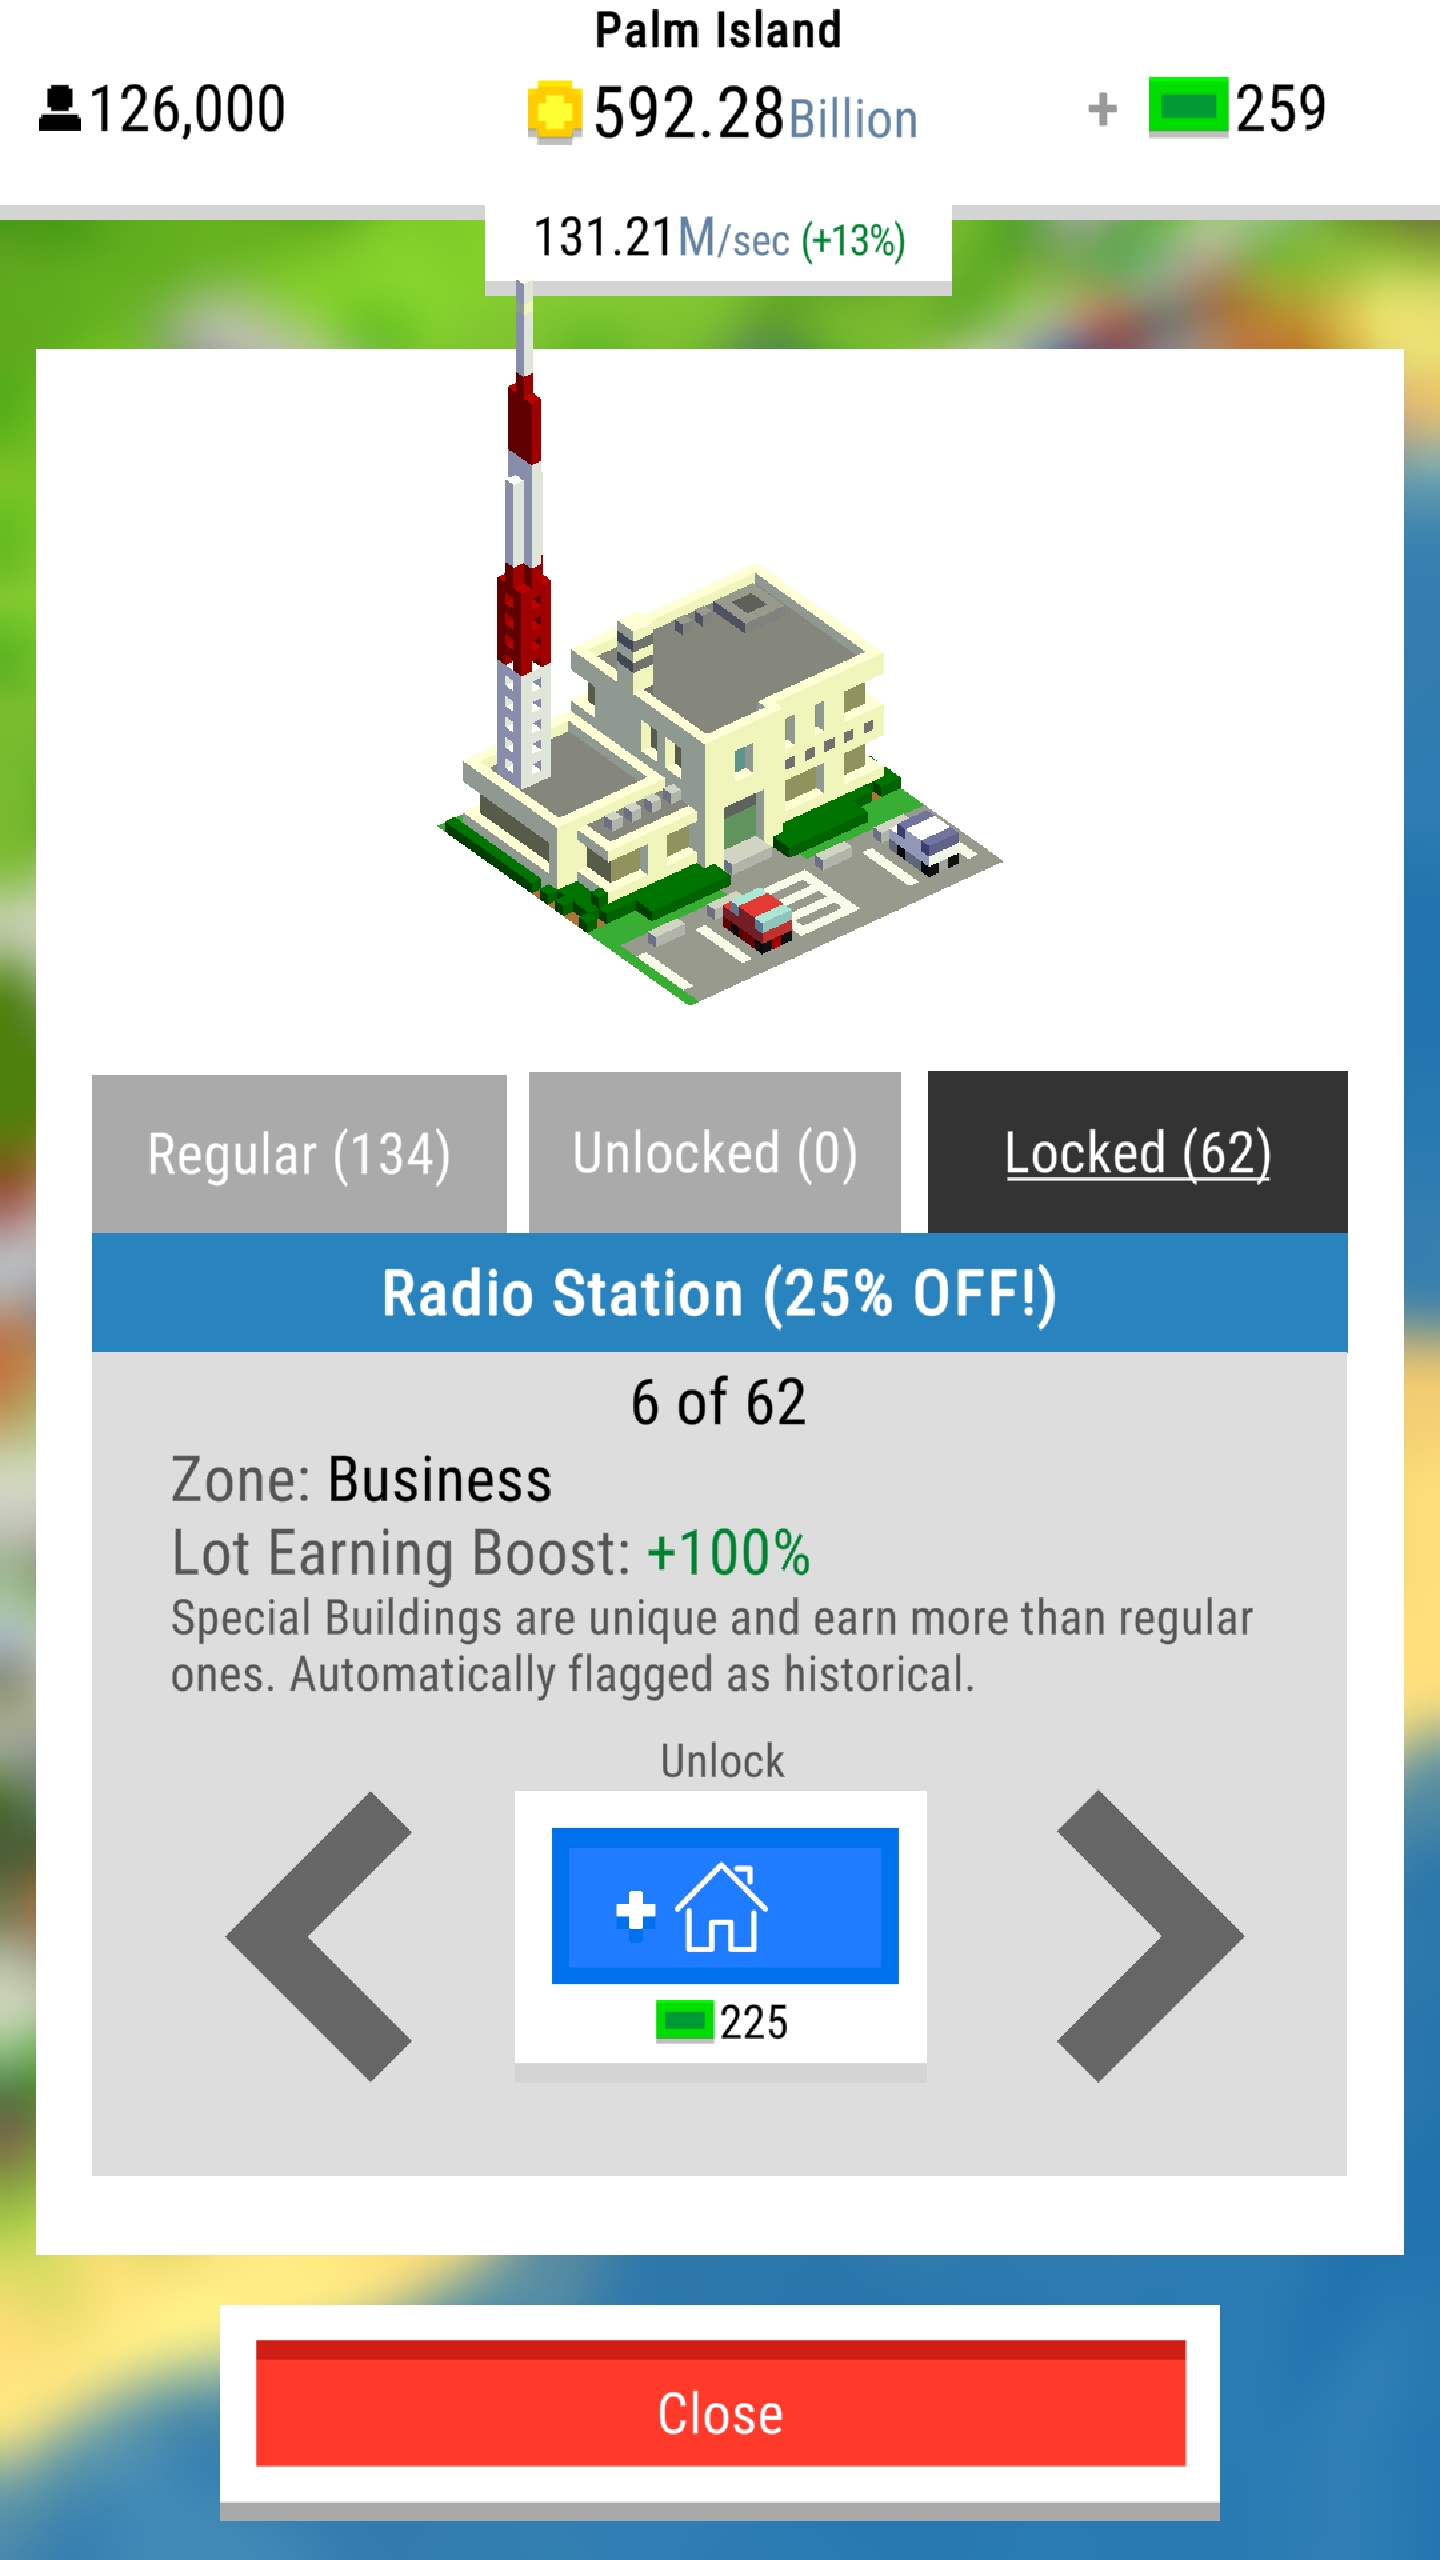 Palm Island
126,000
592.28 Billion
+ 259
131.21M/sec (+13%)
Regular (134)
Unlocked (0)
Locked (62)
Radio Station (25% OFF!)
6 of 62
Zone: Business
Lot Earning Boost: +100%
Special Buildings are unique and earn more than regular
ones. Automatically flagged as historical.
Unlock
225
Close